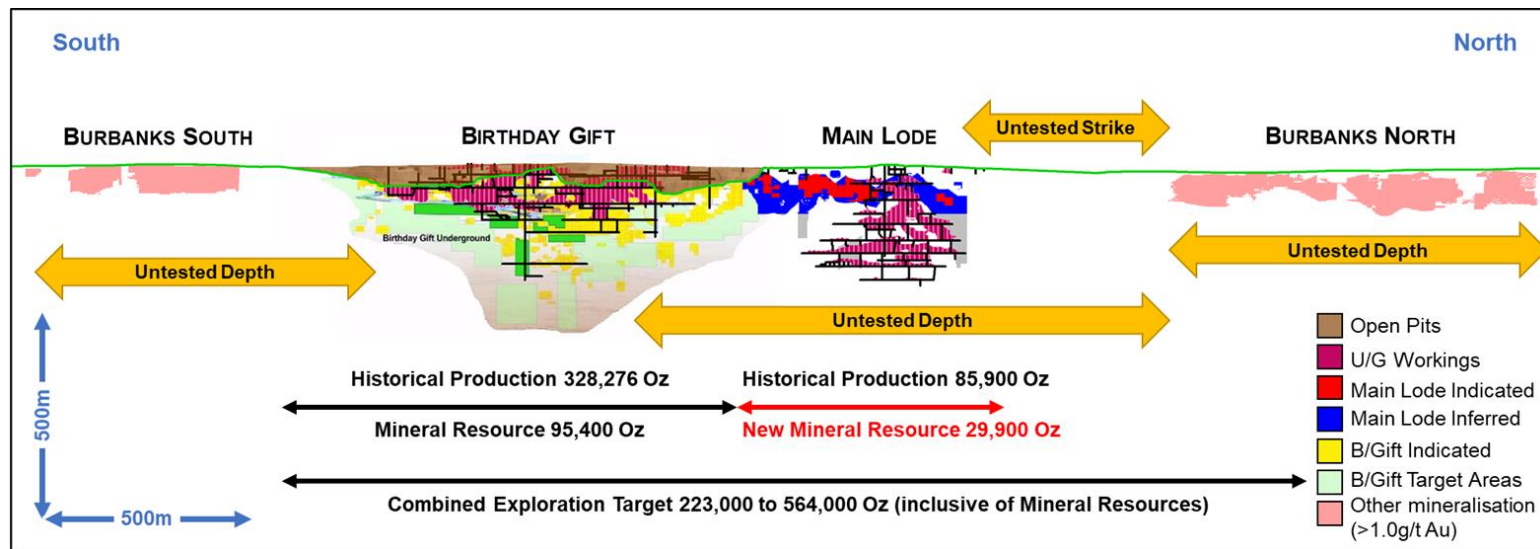 South
North
Untested Strike
BURBANKS SOUTH
BIRTHDAY GIFT
MAIN LODE
BURBANKS NORTH
Birthday Gift Underground
Untested Depth
Untested Depth
Untested Depth
Historical Production 328,276 Oz
Historical Production 85,900 Oz
Mineral Resource 95,400 Oz
New Mineral Resource 29,900 Oz
Combined Exploration Target 223,000 to 564,000 Oz (inclusive of Mineral Resources)
500m
500m
Open Pits
U/G Workings
Main Lode Indicated
Main Lode Inferred
B/Gift Indicated
B/Gift Target Areas
Other mineralisation
(>1.0g/t Au)